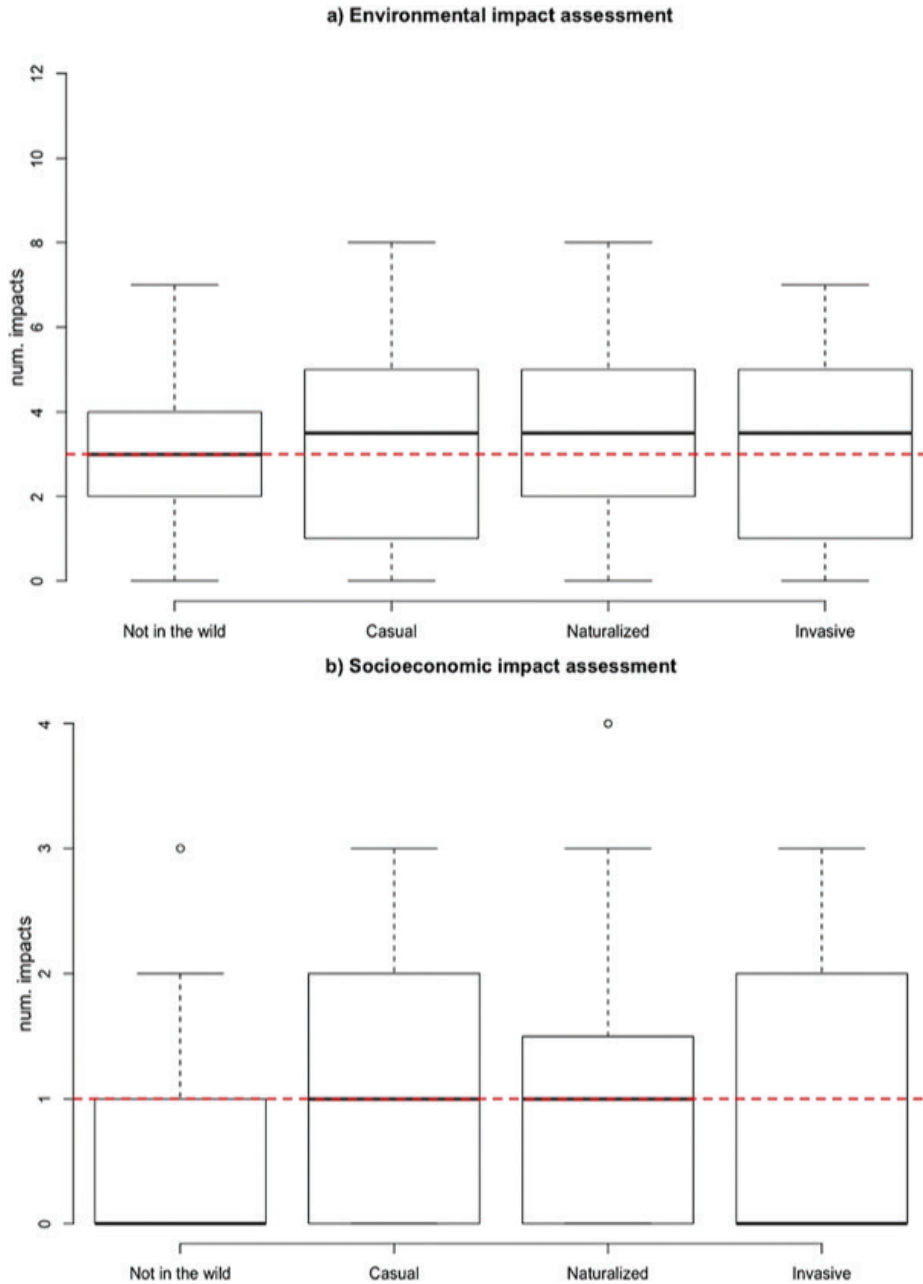 a) Environmental impact assessment
12
10
8
6
4
2
0
num. impacts
Not in the wild Casual Naturalized Invasive
b) Socioeconomic impact assessment
4
3
2
1
0
num. impacts
Not in the wild Casual Naturalized Invasive